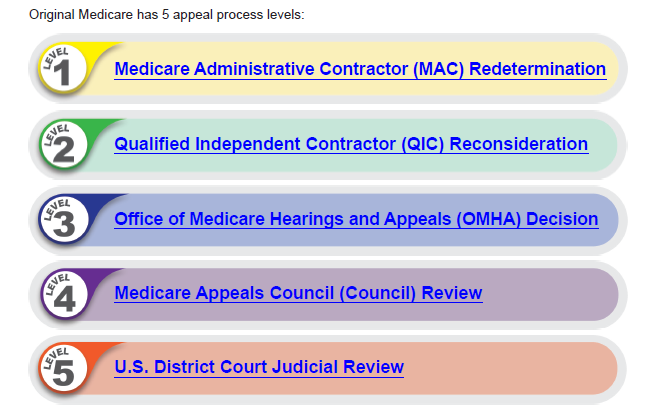 Original Medicare has 5 appeal process levels:
LEVEL 1
Medicare Administrative Contractor (MAC) Redetermination
LEVEL 2
Qualified Independent Contractor (QIC) Reconsideration
LEVEL 3
Office of Medicare Hearings and Appeals (OMHA) Decision
LEVEL 4
Medicare Appeals Council (Council) Review
LEVEL 5
U.S. District Court Judicial Review